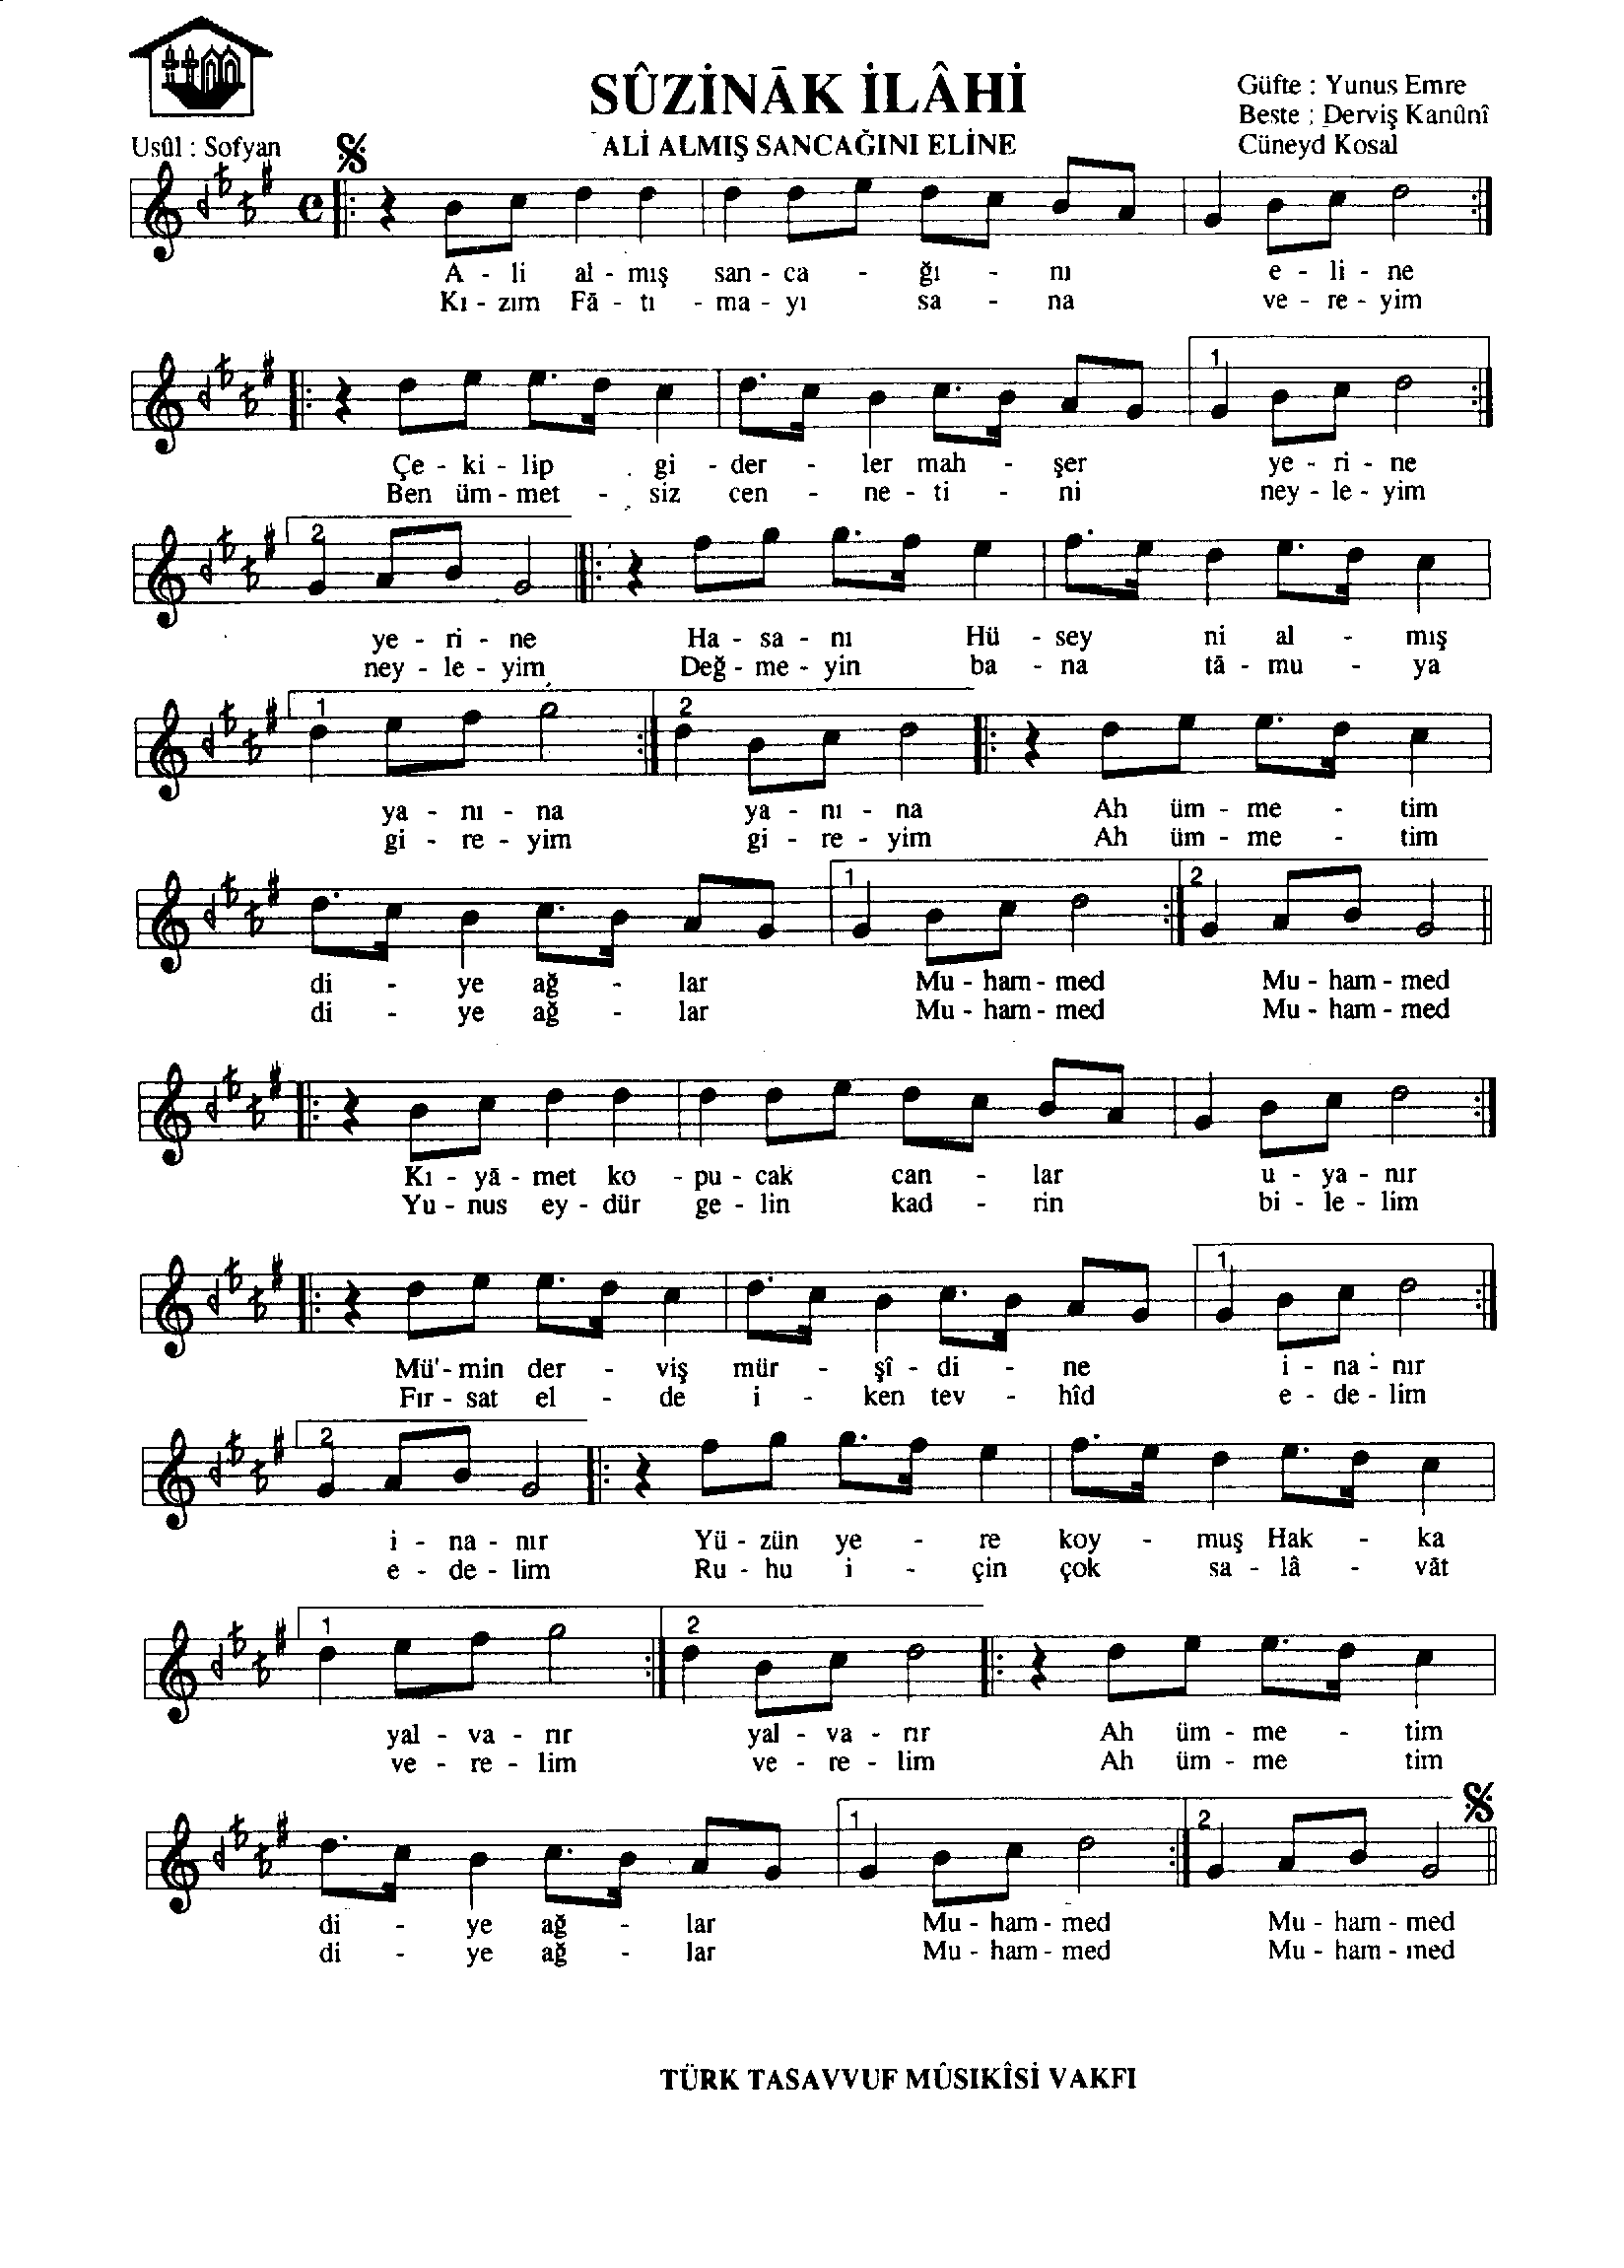 SÛZİNĀK İLÂHİ
Güfte : Yunus Emre
Beste : Derviş Kanûnî
Usûl : Sofyan
ALİ ALMIŞ SANCAĞINI ELİNE
Cüneyd Kosal
A - li al - mış san - ca - ğı - nı e - li - ne
Kı - zım Fā - tı - ma - yı sa - na ve - re - yim
1
Çe - ki - lip gi - der - ler mah - şer ye - ri - ne
Ben üm - met - siz cen - ne - ti - ni ney - le - yim
2
ye - ri - ne Ha - sa - nı Hü - sey ni al - mış
ney - le - yim Değ - me - yin ba - na tā - mu - ya
1 2
ya - nı - na ya - nı - na Ah üm - me - tim
gi - re - yim gi - re - yim Ah üm - me - tim
1 2
di - ye ağ - lar Mu - ham - med Mu - ham - med
di - ye ağ - lar Mu - ham - med Mu - ham - med
Kı - yā - met ko - pu - cak can - lar u - ya - nır
Yu - nus ey - dür ge - lin kad - rin bi - le - lim
1
Mü' - min der - viş mür - şî - di - ne i - na - nır
Fır - sat el - de i - ken tev - hîd e - de - lim
2
i - na - nır Yü - zün ye - re koy - muş Hak - ka
e - de - lim Ru - hu i - çin çok sa - lâ - vāt
1 2
yal - va - rır yal - va - rır Ah üm - me - tim
ve - re - lim ve - re - lim Ah üm - me tim
1 2
di - ye ağ - lar Mu - ham - med Mu - ham - med
di - ye ağ - lar Mu - ham - med Mu - ham - med
TÜRK TASAVVUF MÛSIKÎSİ VAKFI